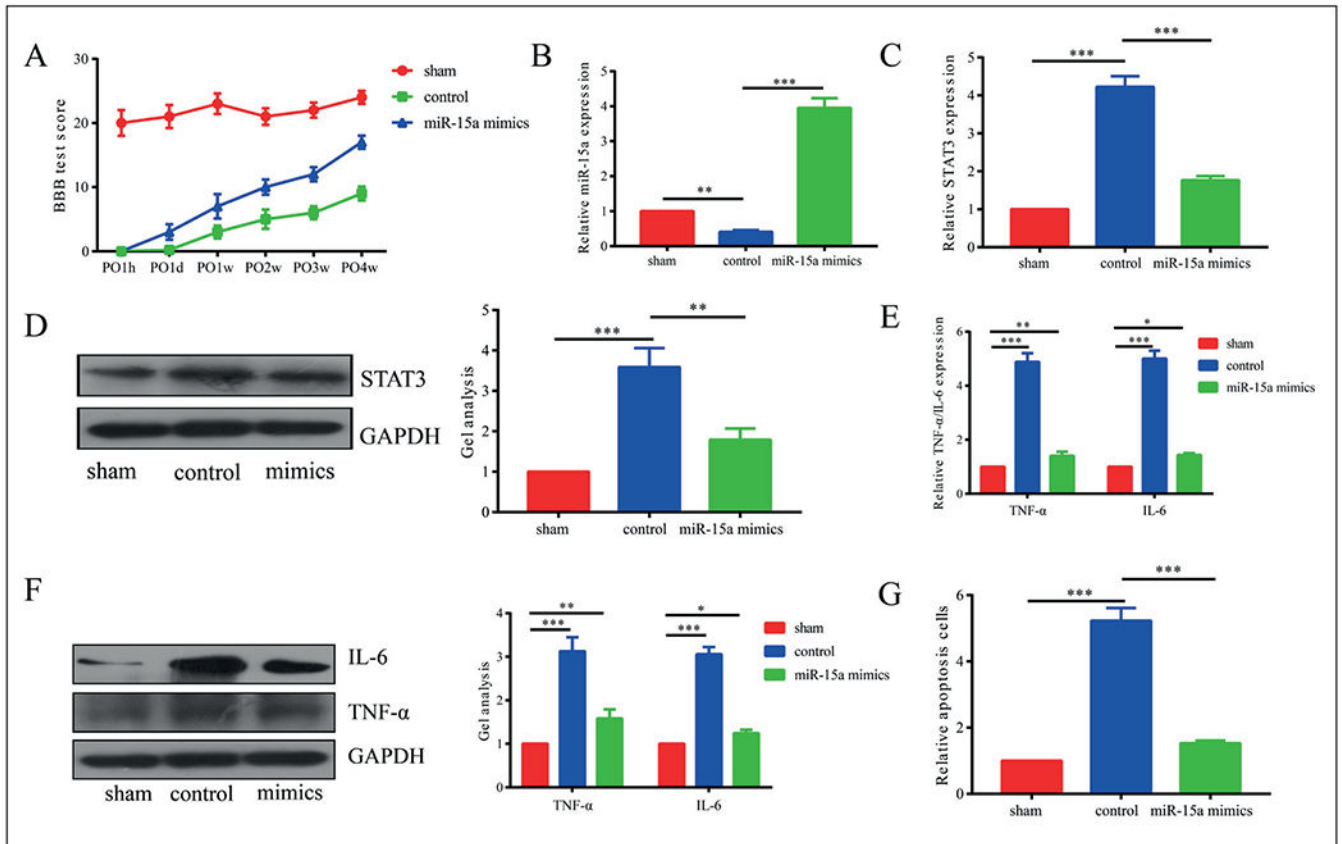 A
BBB test score
30
20
10
0
PO1h PO1d PO1w PO2w PO3w PO4w
sham
control
miR-15a mimics
B
Relative miR-15a expression
5
4
3
2
1
0
**
***
sham control miR-15a mimics
C
Relative STAT3 expression
5
4
3
2
1
0
***
***
sham control miR-15a mimics
D
STAT3
GAPDH
sham control mimics
Gel analysis
5
4
3
2
1
0
***
**
sham control miR-15a mimics
E
Relative TNF-α/IL-6 expression
6
4
2
0
**
***
*
***
TNF-α IL-6
sham
control
miR-15a mimics
F
IL-6
TNF-α
GAPDH
sham control mimics
Gel analysis
4
3
2
1
0
**
***
*
***
TNF-α IL-6
sham
control
miR-15a mimics
G
Relative apoptosis cells
6
4
2
0
***
***
sham control miR-15a mimics